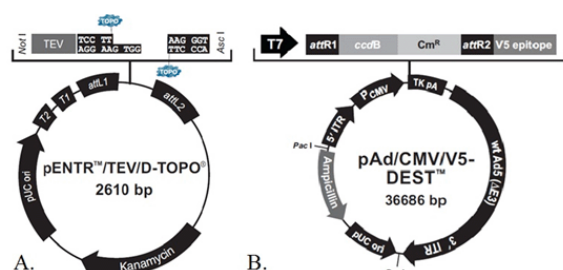 TOPO
Not I
TEV
TCC TT
AGG AAG TGG
AAG GGT
TTC CCA
TOPO
Asc I
T2
T1
attL1
attL2
pUC ori
pENTR™/TEV/D-TOPO®
2610 bp
Kanamycin
A.
T7
attR1
ccdB
CmR
attR2
V5 epitope
PCMV
TK pA
5' ITR
Pac I
Ampicillin
pAd/CMV/V5-
DEST™
36686 bp
wt Ad5 (ΔE3)
pUC ori
3' ITR
B.